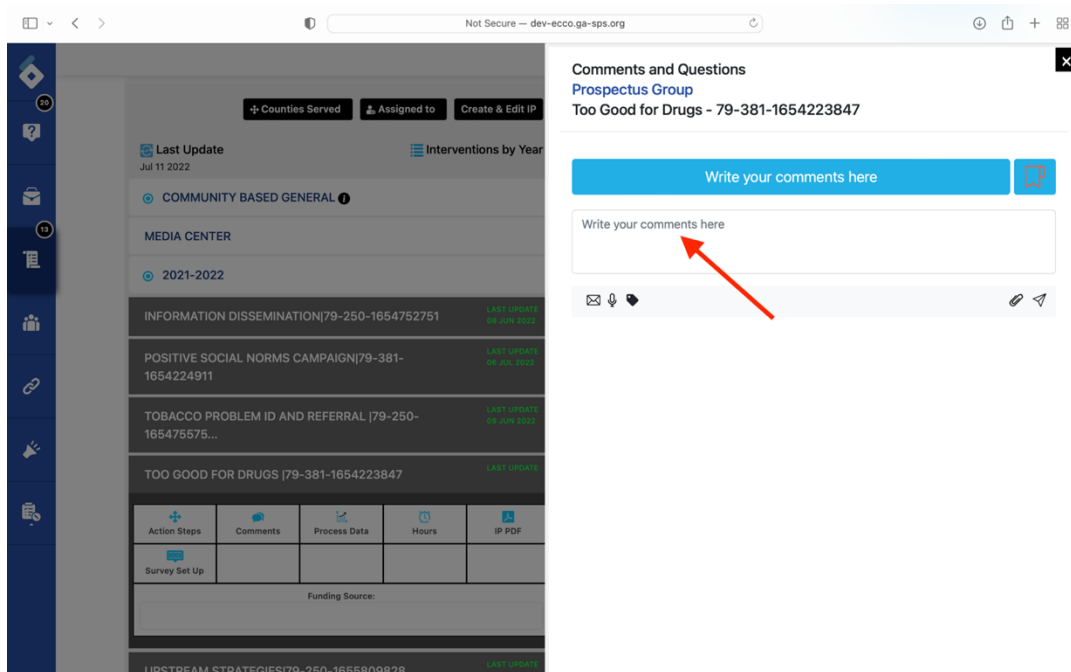 Not Secure — dev-ecco.ga-sps.org
20
13
Counties Served
Assigned to
Create & Edit IP
Last Update
Jul 11 2022
Interventions by Year
COMMUNITY BASED GENERAL
MEDIA CENTER
2021-2022
INFORMATION DISSEMINATION|79-250-1654752751
LAST UPDATE
08 JUN 2022
POSITIVE SOCIAL NORMS CAMPAIGN|79-381-
1654224911
LAST UPDATE
08 JUL 2022
TOBACCO PROBLEM ID AND REFERRAL |79-250-
165475575...
LAST UPDATE
08 JUN 2022
TOO GOOD FOR DRUGS |79-381-1654223847
LAST UPDATE
Action Steps
Comments
Process Data
Hours
IP PDF
Survey Set Up
Funding Source:
UPSTREAM STRATEGIES|79-250-1655809828
LAST UPDATE
Comments and Questions
Prospectus Group
Too Good for Drugs - 79-381-1654223847
Write your comments here
Write your comments here